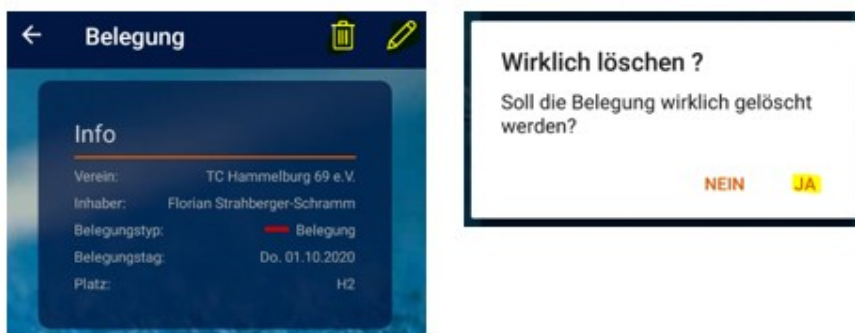 Belegung
Info
Verein: TC Hammelburg 69 e.V.
Inhaber: Florian Strahberger-Schramm
Belegungstyp: Belegung
Belegungstag: Do. 01.10.2020
Platz: H2
Wirklich löschen ?
Soll die Belegung wirklich gelöscht
werden?
NEIN JA